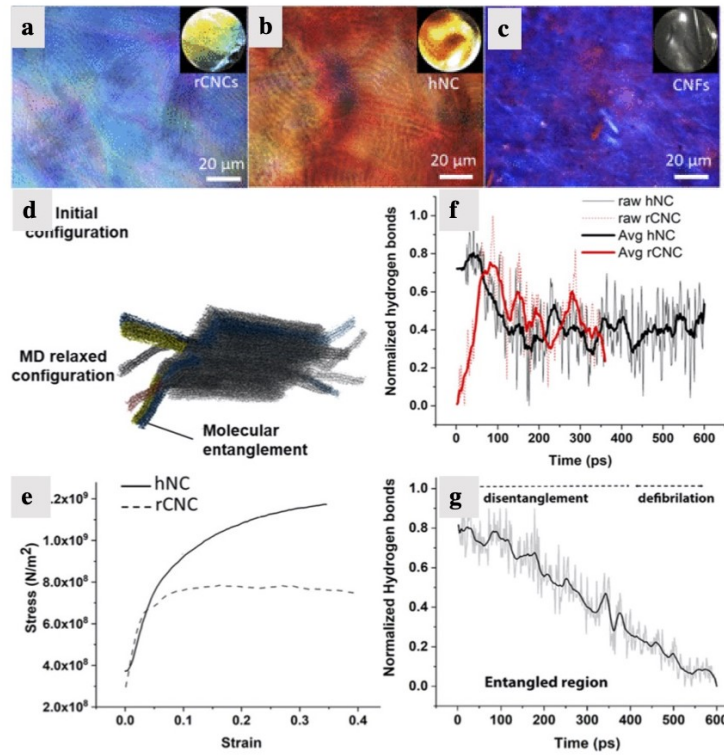 a
rCNCs
20 μm
b
hNC
20 μm
c
CNFs
20 μm
d
Initial
configuration
MD relaxed
configuration
Molecular
entanglement
e
hNC
rCNC
1.2x10⁹
1.0x10⁹
8.0x10⁸
6.0x10⁸
4.0x10⁸
2.0x10⁸
Stress (N/m²)
0.0 0.1 0.2 0.3 0.4
Strain
f
raw hNC
raw rCNC
Avg hNC
Avg rCNC
1.0
0.8
0.6
0.4
0.2
0.0
Normalized hydrogen bonds
0 100 200 300 400 500 600
Time (ps)
g
disentanglement defibrilation
1.0
0.8
0.6
0.4
0.2
0.0
Normalized Hydrogen bonds
Entangled region
0 100 200 300 400 500 600
Time (ps)